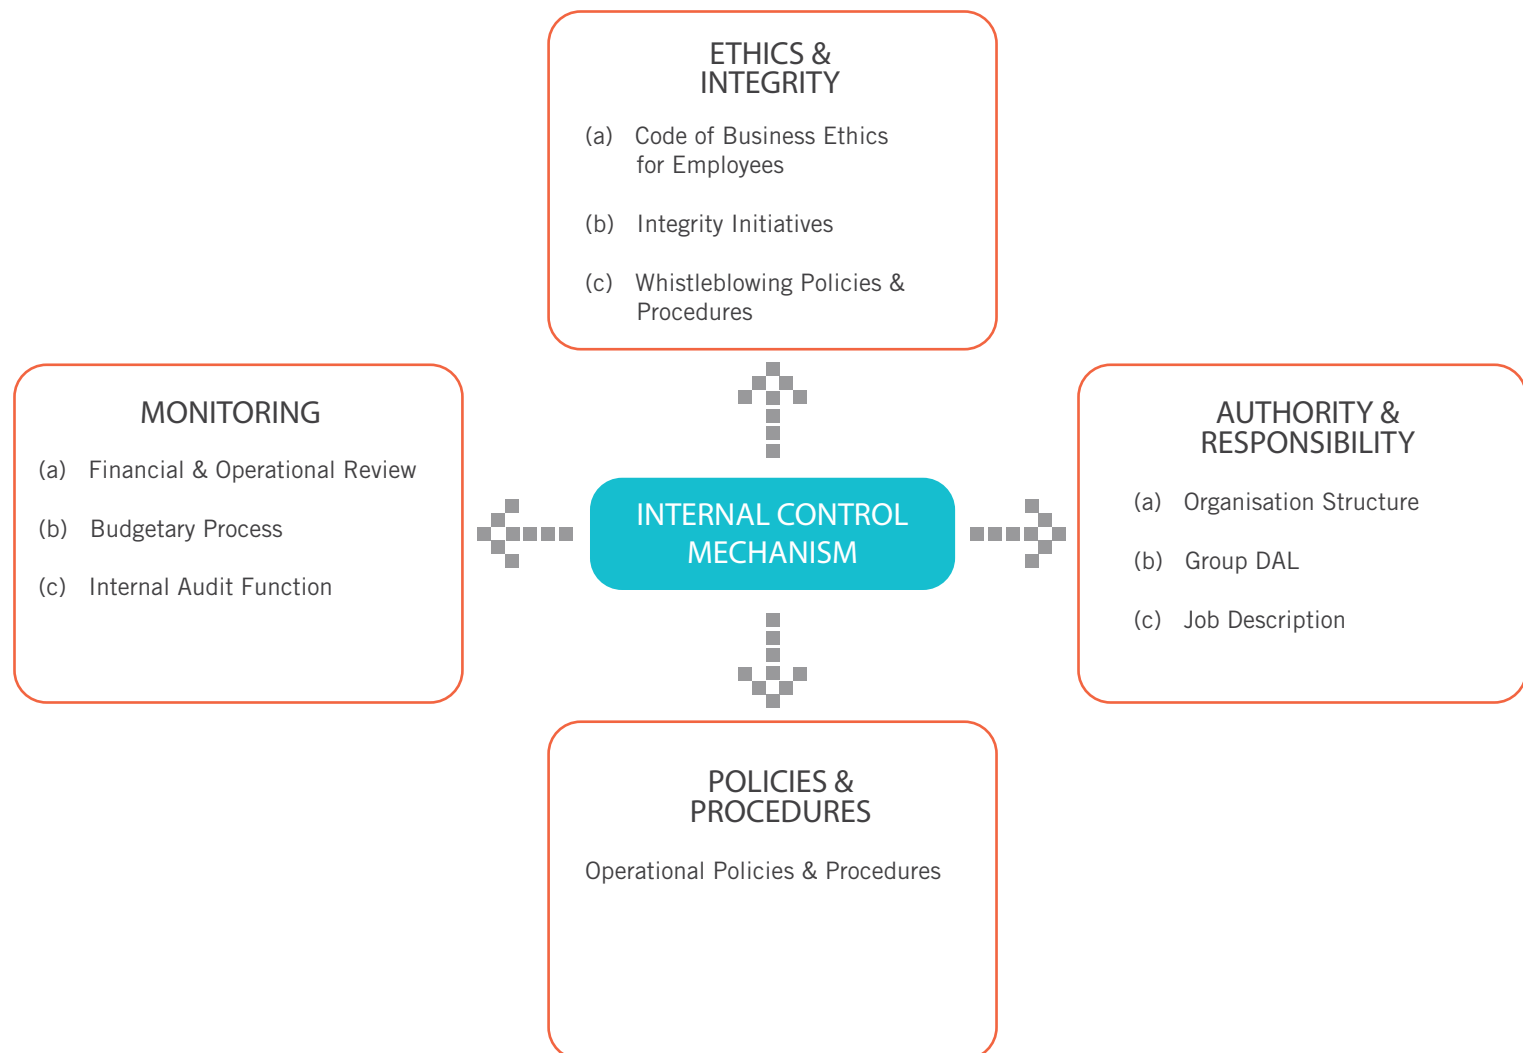 ETHICS &
INTEGRITY
(a) Code of Business Ethics
for Employees
(b) Integrity Initiatives
(c) Whistleblowing Policies &
Procedures
MONITORING
(a) Financial & Operational Review
(b) Budgetary Process
(c) Internal Audit Function
INTERNAL CONTROL
MECHANISM
AUTHORITY &
RESPONSIBILITY
(a) Organisation Structure
(b) Group DAL
(c) Job Description
POLICIES &
PROCEDURES
Operational Policies & Procedures